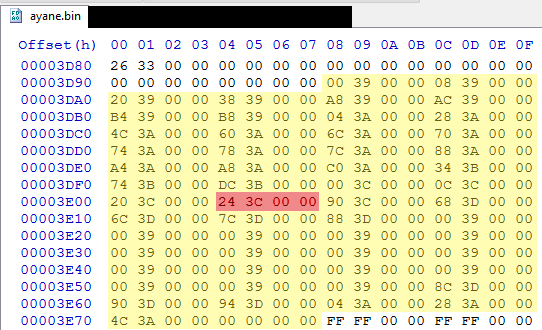 ayane.bin
Offset(h) 00 01 02 03 04 05 06 07 08 09 0A 0B 0C 0D 0E 0F
00003D80 26 33 00 00 00 00 00 00 00 00 00 00 00 00 00 00
00003D90 00 00 00 00 00 00 00 00 00 39 00 00 08 39 00 00
00003DA0 20 39 00 00 38 39 00 00 A8 39 00 00 AC 39 00 00
00003DB0 B4 39 00 00 B8 39 00 00 04 3A 00 00 28 3A 00 00
00003DC0 4C 3A 00 00 60 3A 00 00 6C 3A 00 00 70 3A 00 00
00003DD0 74 3A 00 00 78 3A 00 00 7C 3A 00 00 88 3A 00 00
00003DE0 A4 3A 00 00 A8 3A 00 00 C0 3A 00 00 34 3B 00 00
00003DF0 74 3B 00 00 DC 3B 00 00 00 3C 00 00 0C 3C 00 00
00003E00 20 3C 00 00 24 3C 00 00 90 3C 00 00 68 3D 00 00
00003E10 6C 3D 00 00 7C 3D 00 00 88 3D 00 00 00 39 00 00
00003E20 00 39 00 00 00 39 00 00 00 39 00 00 00 39 00 00
00003E30 00 39 00 00 00 39 00 00 00 39 00 00 00 39 00 00
00003E40 00 39 00 00 00 39 00 00 00 39 00 00 00 39 00 00
00003E50 00 39 00 00 00 39 00 00 00 39 00 00 8C 3D 00 00
00003E60 90 3D 00 00 94 3D 00 00 04 3A 00 00 28 3A 00 00
00003E70 4C 3A 00 00 00 00 00 00 FF FF 00 00 FF FF 00 00